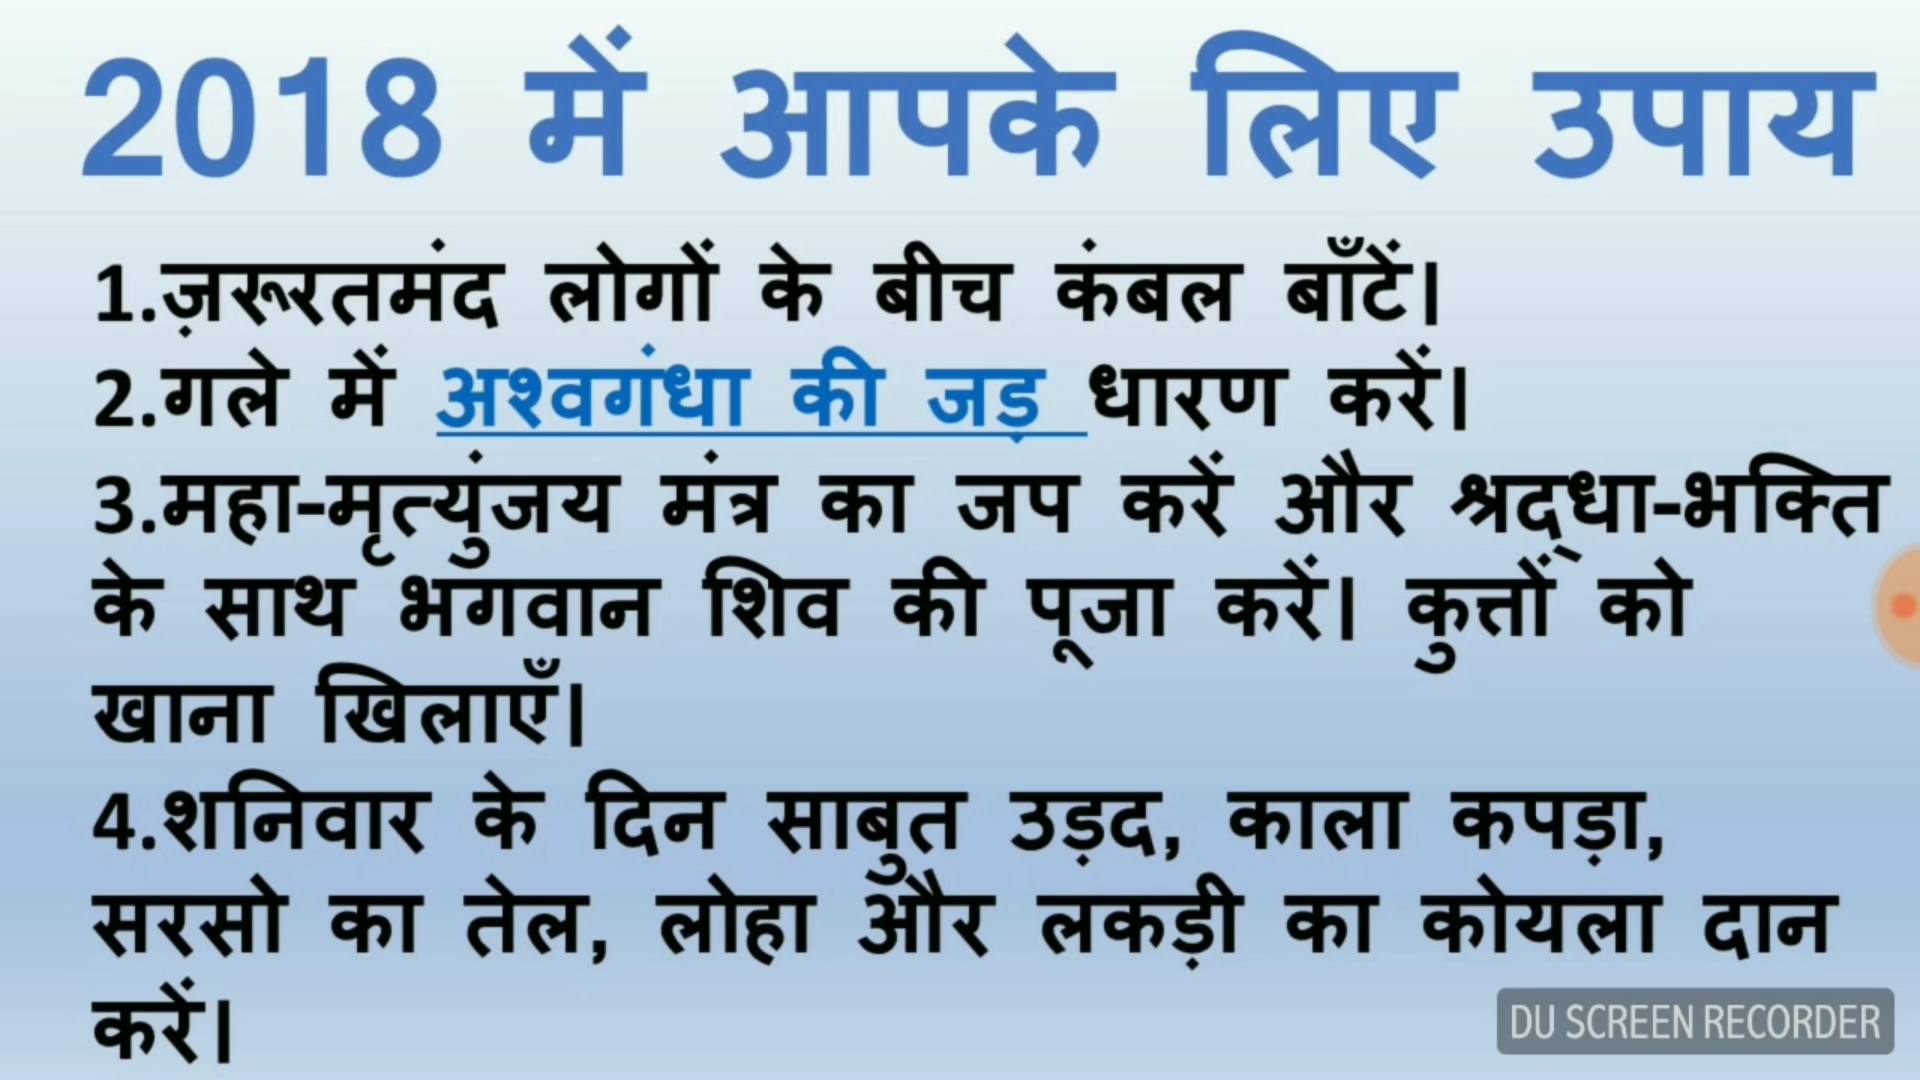 2018 में आपके लिए उपाय
1.ज़रूरतमंद लोगों के बीच कंबल बाँटें।
2.गले में अश्वगंधा की जड़ धारण करें।
3.महा-मृत्युंजय मंत्र का जप करें और श्रद्धा-भक्ति
के साथ भगवान शिव की पूजा करें। कुत्तों को
खाना खिलाएँ।
4.शनिवार के दिन साबुत उड़द, काला कपड़ा,
सरसो का तेल, लोहा और लकड़ी का कोयला दान
करें।
DU SCREEN RECORDER